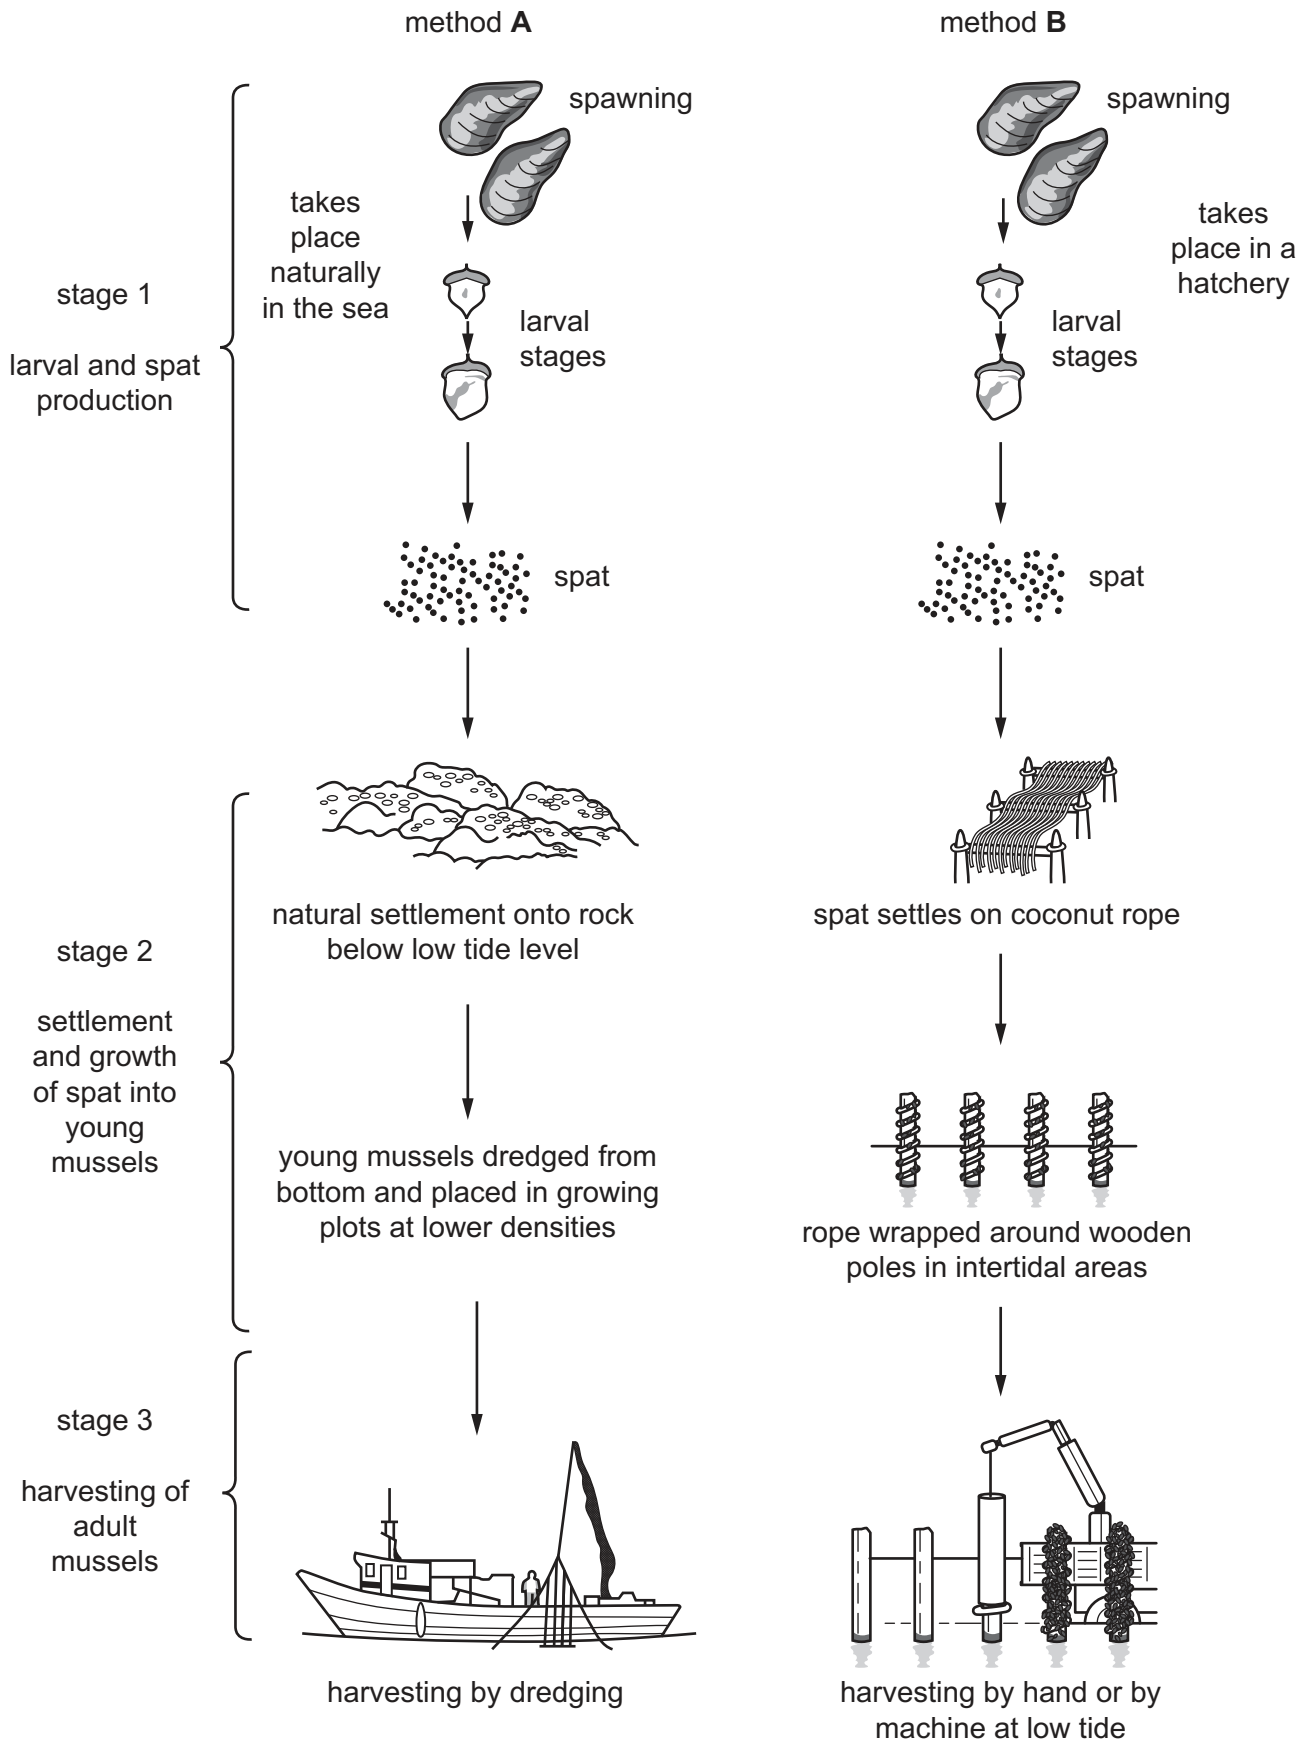 method A
method B
spawning
spawning
takes
place
naturally
in the sea
takes
place in a
hatchery
stage 1
larval and spat
production
larval
stages
larval
stages
spat
spat
natural settlement onto rock
below low tide level
spat settles on coconut rope
stage 2
settlement
and growth
of spat into
young
mussels
young mussels dredged from
bottom and placed in growing
plots at lower densities
rope wrapped around wooden
poles in intertidal areas
stage 3
harvesting of
adult
mussels
harvesting by dredging
harvesting by hand or by
machine at low tide